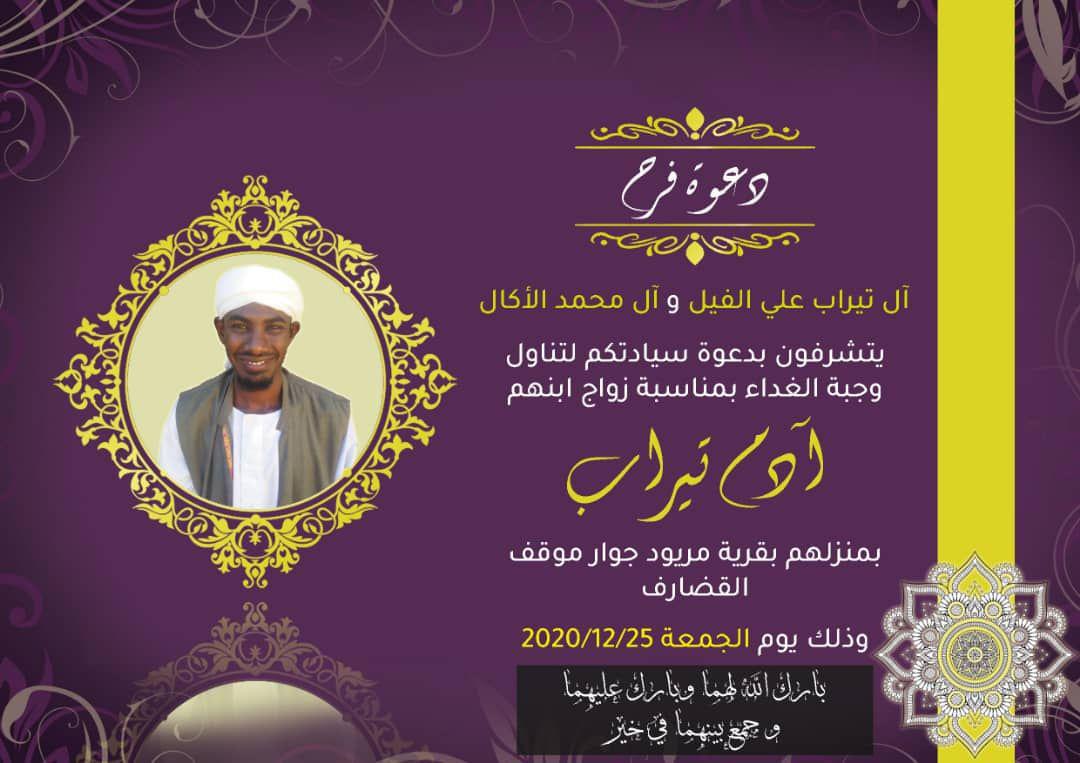 دعوة فرح
آل تيراب علي الفيل و آل محمد الأكال
يتشرفون بدعوة سيادتكم لتناول
وجبة الغداء بمناسبة زواج ابنهم
آدم تيراب
بمنزلهم بقرية مريود جوار موقف
القضارف
وذلك يوم الجمعة 2020/12/25
بارك الله لهما وبارك عليهما
و جمع بينهما في خير